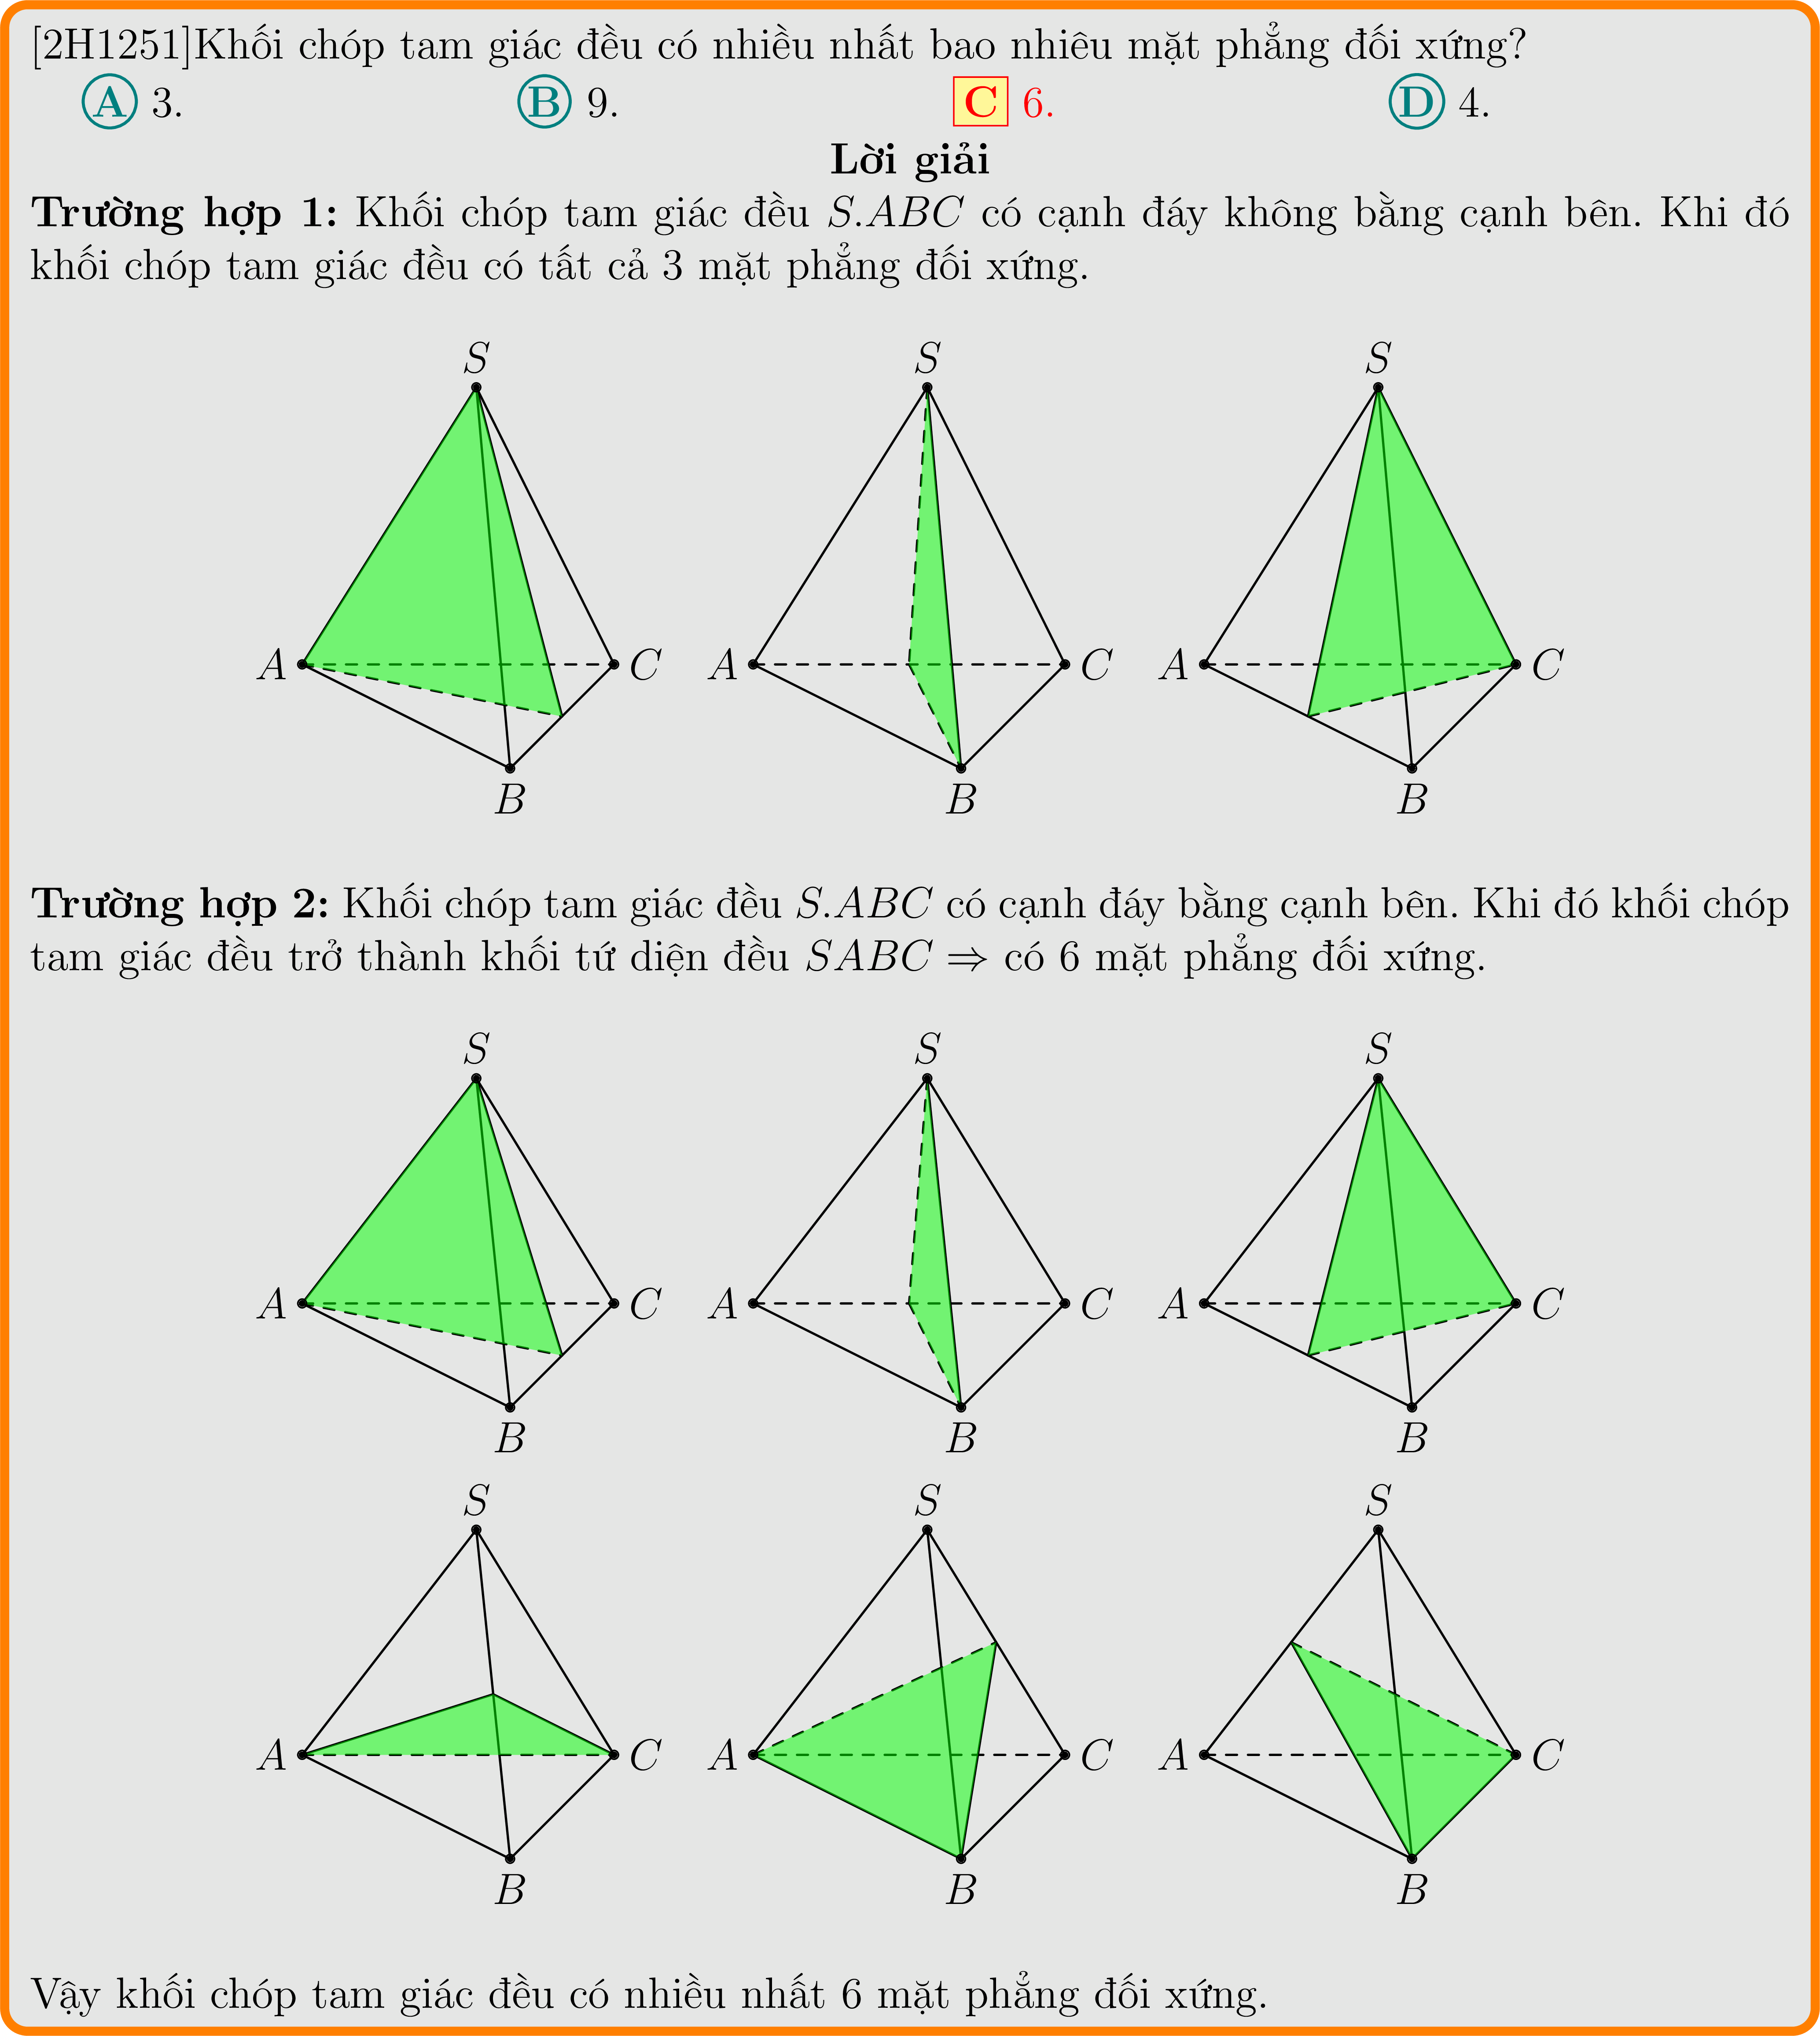 [2H1251]Khối chóp tam giác đều có nhiều nhất bao nhiêu mặt phẳng đối xứng?
A 3. B 9. C 6. D 4.
Lời giải
Trường hợp 1: Khối chóp tam giác đều S.ABC có cạnh đáy không bằng cạnh bên. Khi đó
khối chóp tam giác đều có tất cả 3 mặt phẳng đối xứng.
S S S
A C A C A C
B B B
Trường hợp 2: Khối chóp tam giác đều S.ABC có cạnh đáy bằng cạnh bên. Khi đó khối chóp
tam giác đều trở thành khối tứ diện đều SABC ⇒ có 6 mặt phẳng đối xứng.
S S S
A C A C A C
B B B
S S S
A C A C A C
B B B
Vậy khối chóp tam giác đều có nhiều nhất 6 mặt phẳng đối xứng.